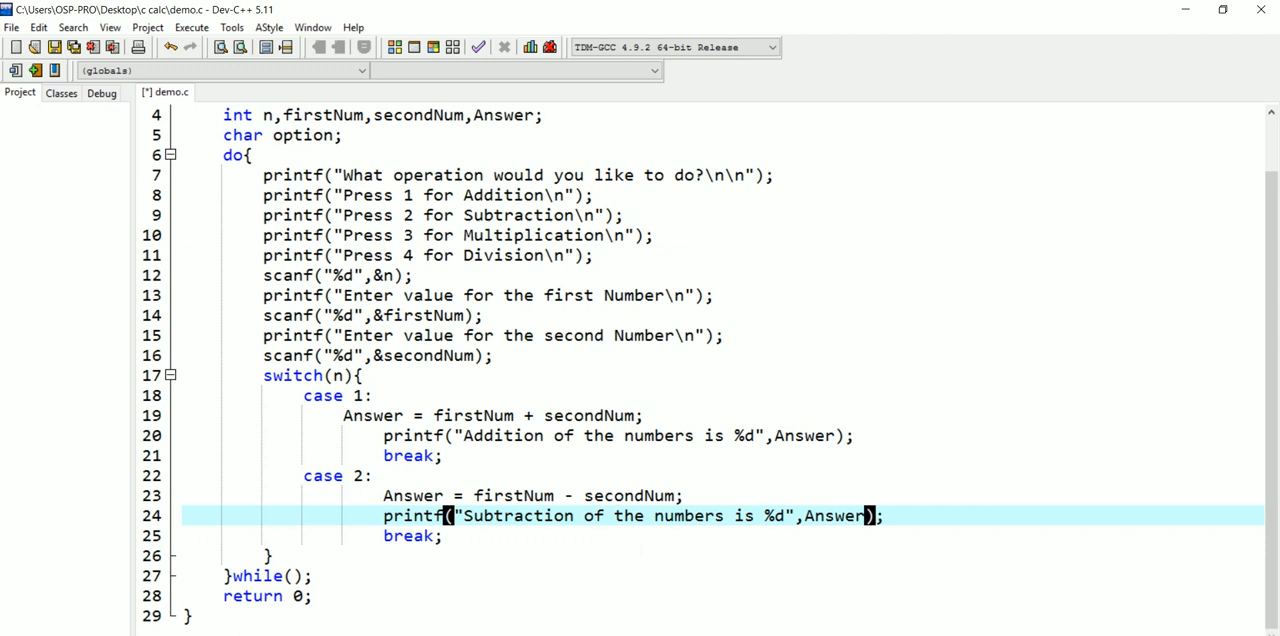 C:\Users\OSP-PRO\Desktop\c calc\demo.c - Dev-C++ 5.11
File Edit Search View Project Execute Tools AStyle Window Help
TDM-GCC 4.9.2 64-bit Release
(globals)
Project Classes Debug [*] demo.c
4 int n,firstNum,secondNum,Answer;
5 char option;
6 do{
7 printf("What operation would you like to do?\n\n");
8 printf("Press 1 for Addition\n");
9 printf("Press 2 for Subtraction\n");
10 printf("Press 3 for Multiplication\n");
11 printf("Press 4 for Division\n");
12 scanf("%d",&n);
13 printf("Enter value for the first Number\n");
14 scanf("%d",&firstNum);
15 printf("Enter value for the second Number\n");
16 scanf("%d",&secondNum);
17 switch(n){
18 case 1:
19 Answer = firstNum + secondNum;
20 printf("Addition of the numbers is %d",Answer);
21 break;
22 case 2:
23 Answer = firstNum - secondNum;
24 printf("Subtraction of the numbers is %d",Answer);
25 break;
26 }
27 }while();
28 return 0;
29 }